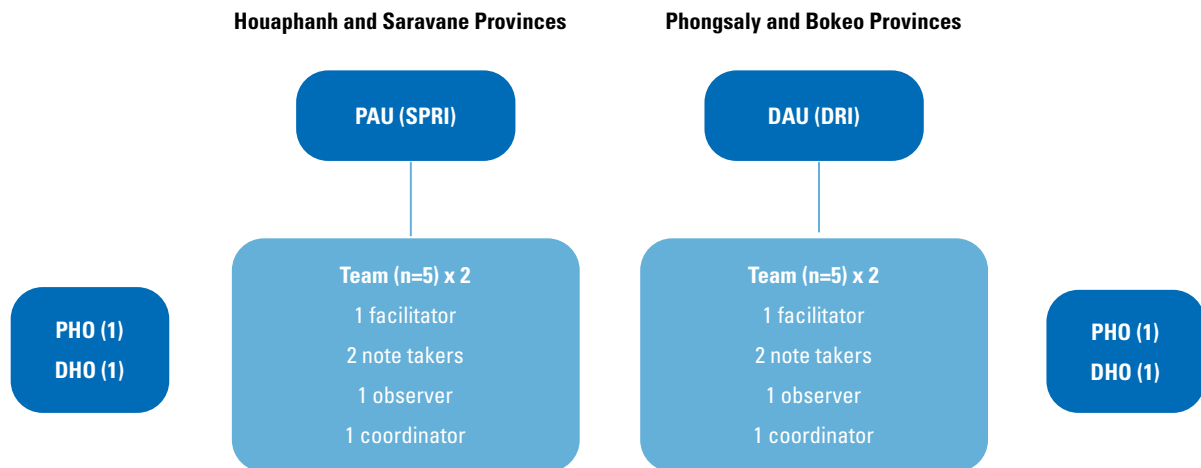 Houaphanh and Saravane Provinces
Phongsaly and Bokeo Provinces
PAU (SPRI)
DAU (DRI)
PHO (1)
DHO (1)
Team (n=5) x 2
1 facilitator
2 note takers
1 observer
1 coordinator
Team (n=5) x 2
1 facilitator
2 note takers
1 observer
1 coordinator
PHO (1)
DHO (1)